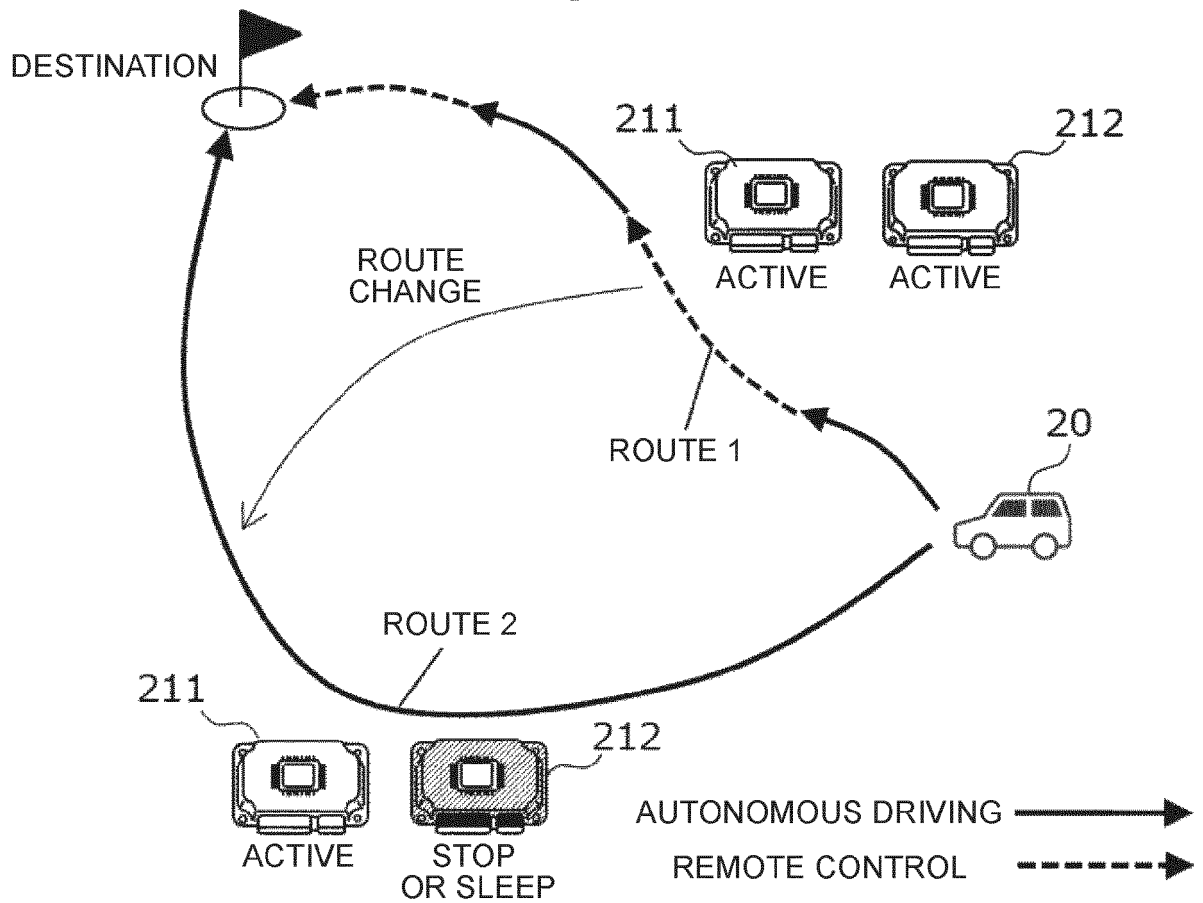 DESTINATION
211
212
ACTIVE
ACTIVE
ROUTE
CHANGE
ROUTE 1
20
ROUTE 2
211
212
ACTIVE
STOP
OR SLEEP
AUTONOMOUS DRIVING
REMOTE CONTROL